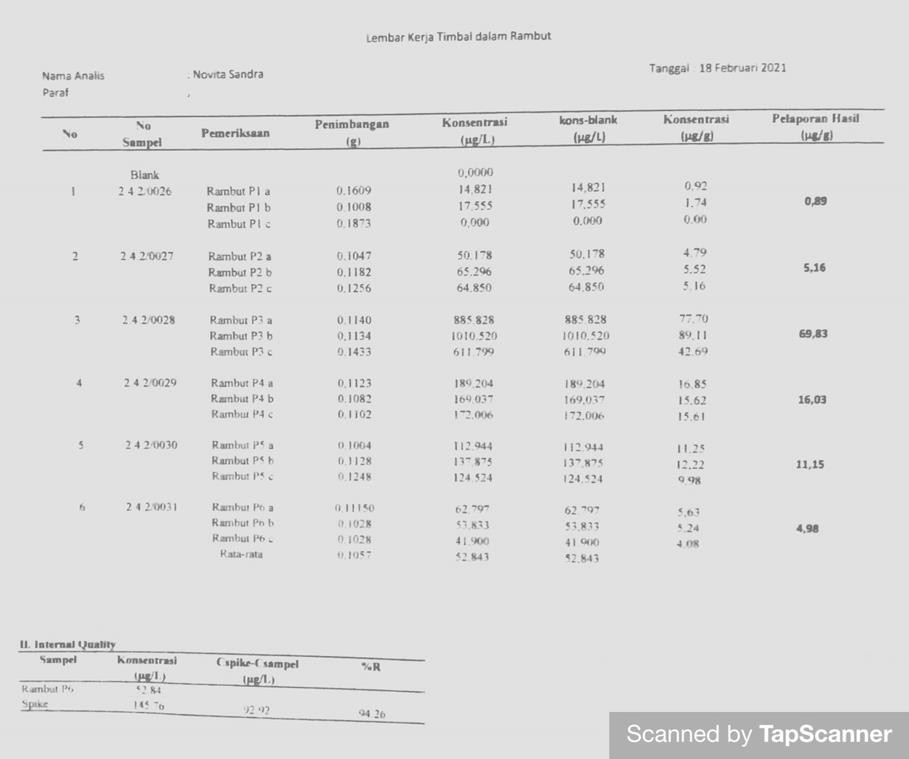 Lembar Kerja Timbal dalam Rambut
Nama Analis : Novita Sandra Tanggal : 18 Februari 2021
Paraf :
No No Sampel Pemeriksaan Penimbangan (g) Konsentrasi (µg/L) kons-blank (µg/L) Konsentrasi (µg/g) Pelaporan Hasil (µg/g)
Blank 0,0000
1 2 4 2/0026 Rambut P1 a 0,1609 14,821 14,821 0,92 0,89
Rambut P1 b 0,1008 17,555 17,555 1,74
Rambut P1 c 0,1873 0,000 0,000 0,00
2 2 4 2/0027 Rambut P2 a 0,1047 50,178 50,178 4,79 5,16
Rambut P2 b 0,1182 65,296 65,296 5,52
Rambut P2 c 0,1256 64,850 64,850 5,16
3 2 4 2/0028 Rambut P3 a 0,1140 885,828 885,828 77,70 69,83
Rambut P3 b 0,1134 1010,520 1010,520 89,11
Rambut P3 c 0,1433 611,799 611,799 42,69
4 2 4 2/0029 Rambut P4 a 0,1123 189,204 189,204 16,85 16,03
Rambut P4 b 0,1082 169,037 169,037 15,62
Rambut P4 c 0,1102 172,006 172,006 15,61
5 2 4 2/0030 Rambut P5 a 0,1004 112,944 112,944 11,25 11,15
Rambut P5 b 0,1128 137,875 137,875 12,22
Rambut P5 c 0,1248 124,524 124,524 9,98
6 2 4 2/0031 Rambut P6 a 0,11150 62,797 62,797 5,63 4,98
Rambut P6 b 0,1028 53,833 53,833 5,24
Rambut P6 c 0,1028 41,900 41,900 4,08
Rata-rata 0,1057 52,843 52,843
II. Internal Quality
Sampel Konsentrasi (µg/L) Cspike-Csampel (µg/L) %R
Rambut P6 52,84
Spike 145,76 92,92 94,26
Scanned by TapScanner